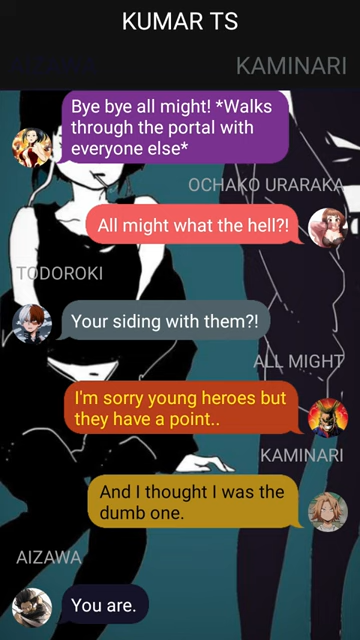 KUMAR TS
AIZAWA
KAMINARI
Bye bye all might! *Walks
through the portal with
everyone else*
OCHAKO URARAKA
All might what the hell?!
TODOROKI
Your siding with them?!
ALL MIGHT
I'm sorry young heroes but
they have a point..
KAMINARI
And I thought I was the
dumb one.
AIZAWA
You are.